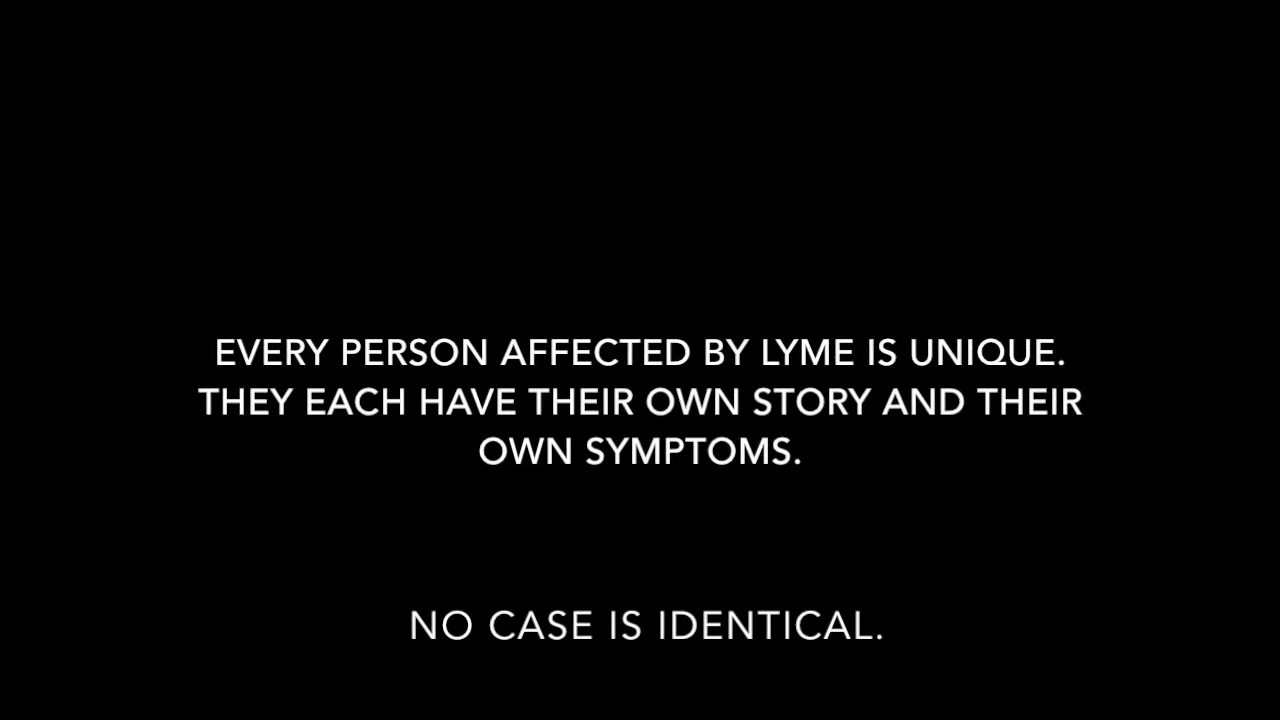 EVERY PERSON AFFECTED BY LYME IS UNIQUE.
THEY EACH HAVE THEIR OWN STORY AND THEIR
OWN SYMPTOMS.
NO CASE IS IDENTICAL.